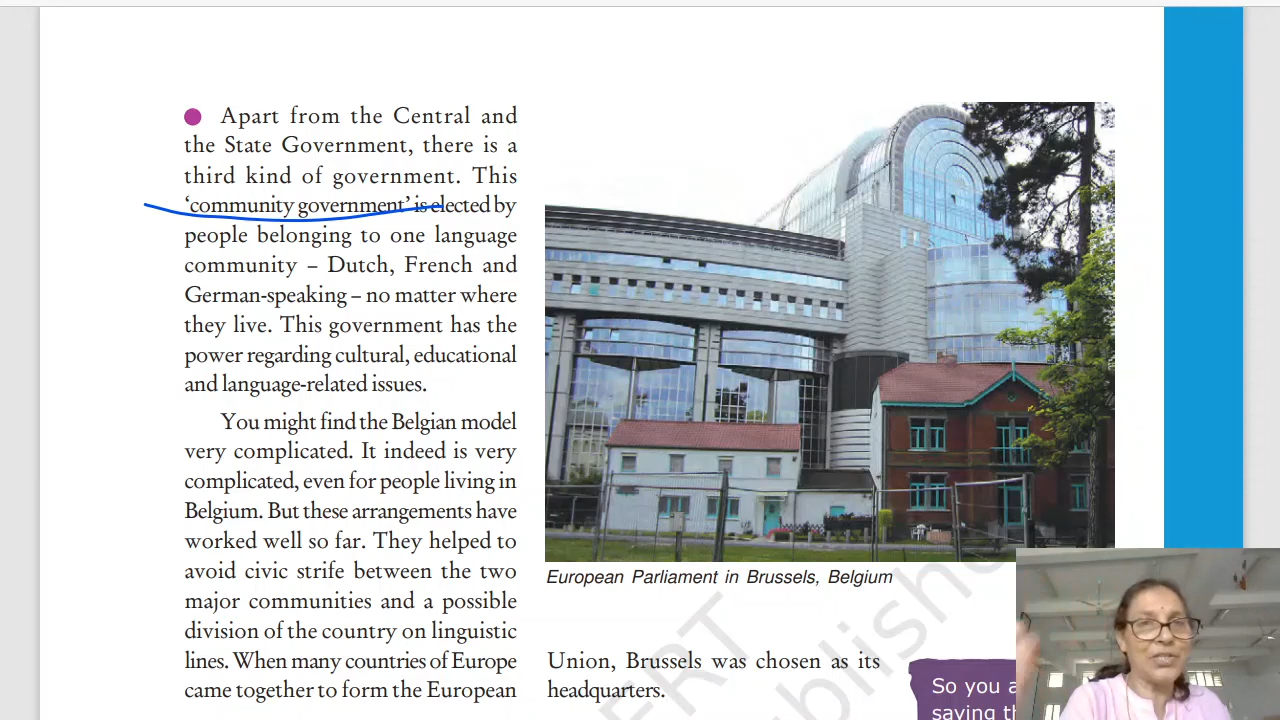 Apart from the Central and
the State Government, there is a
third kind of government. This
‘community government’ is elected by
people belonging to one language
community – Dutch, French and
German-speaking – no matter where
they live. This government has the
power regarding cultural, educational
and language-related issues.
You might find the Belgian model
very complicated. It indeed is very
complicated, even for people living in
Belgium. But these arrangements have
worked well so far. They helped to
avoid civic strife between the two
major communities and a possible
division of the country on linguistic
lines. When many countries of Europe
came together to form the European
European Parliament in Brussels, Belgium
Union, Brussels was chosen as its
headquarters.
So you
saying